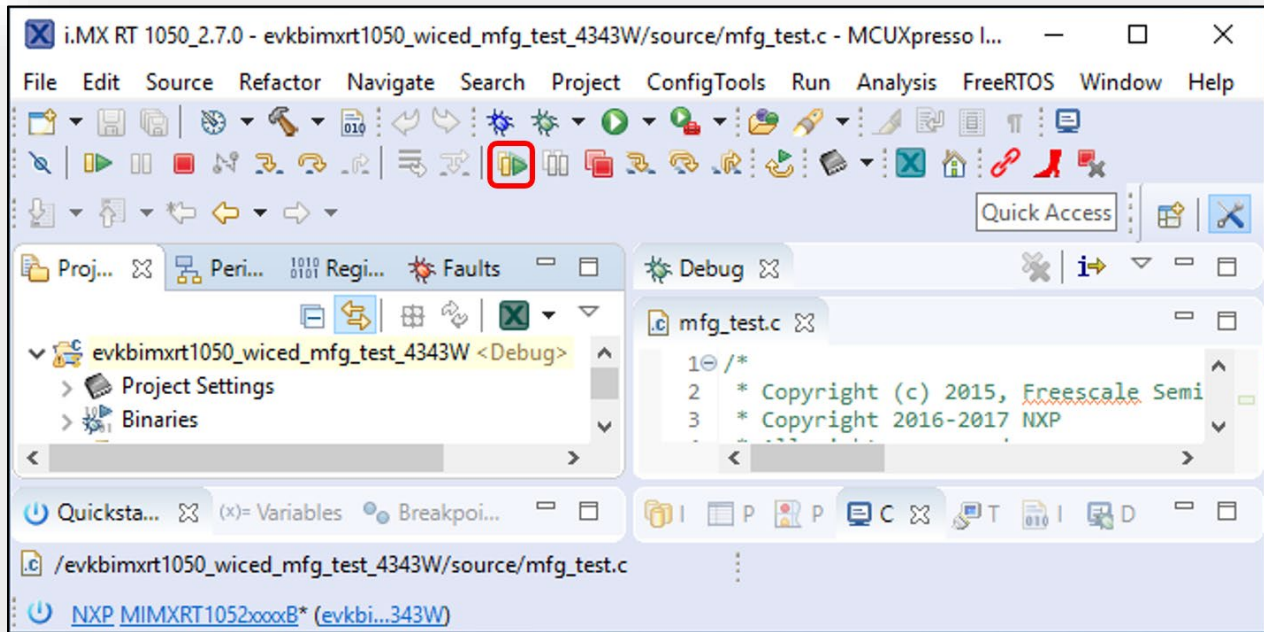 i.MX RT 1050_2.7.0 - evkbimxrt1050_wiced_mfg_test_4343W/source/mfg_test.c - MCUXpresso I...
File Edit Source Refactor Navigate Search Project ConfigTools Run Analysis FreeRTOS Window Help
Quick Access
Proj... Peri... Regi... Faults
Debug
mfg_test.c
evkbimxrt1050_wiced_mfg_test_4343W <Debug>
Project Settings
Binaries
1 /*
2 * Copyright (c) 2015, Freescale Semi
3 * Copyright 2016-2017 NXP
Quicksta... (x)= Variables Breakpoi...
I P P C T I D
/evkbimxrt1050_wiced_mfg_test_4343W/source/mfg_test.c
NXP MIMXRT1052xxxxB* (evkbi...343W)